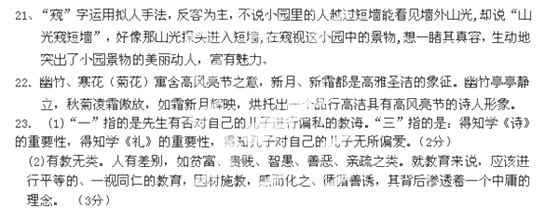 21、“窥”字运用拟人手法，反客为主，不说小园里的人越过短墙能看见墙外山光，却说“山
光窥短墙”，好像那山光探头进入短墙，在窥视这小园中的景物，想一睹其真容，生动地
突出了小园景物的美丽动人，富有魅力。
22．幽竹、寒花（菊花）寓含高风亮节之意，新月、新霜都是高雅圣洁的象征。幽竹亭亭静
立，秋菊凌霜傲放，如霜新月辉映，烘托出一个品行高洁具有高风亮节的诗人形象。
23．(1)“一”指的是先生有否对自己的儿子进行偏私的教诲。“三”指的是：得知学《诗》
的重要性，得知学《礼》的重要性，得知孔子对自己的儿子无所偏爱。（2分）
(2)有教无类。人有差别，如贫富、贵贱、智愚、善恶、亲疏之类。就教育来说，应该进
行平等的、一视同仁的教育，因材施教，感而化之、循循善诱，其背后渗透着一个中庸的
理念。（3分）